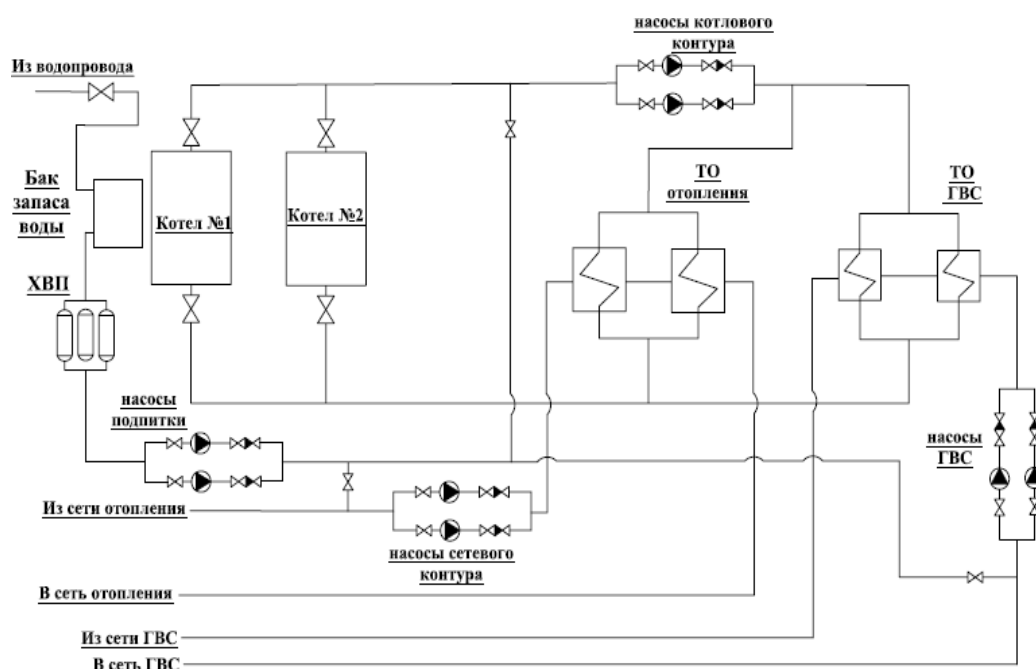 насосы котлового
контура
Из водопровода
Бак
запаса
воды
Котел №1
Котел №2
ТО
отопления
ТО
ГВС
ХВП
насосы
подпитки
насосы
ГВС
Из сети отопления
насосы сетевого
контура
В сеть отопления
Из сети ГВС
В сеть ГВС